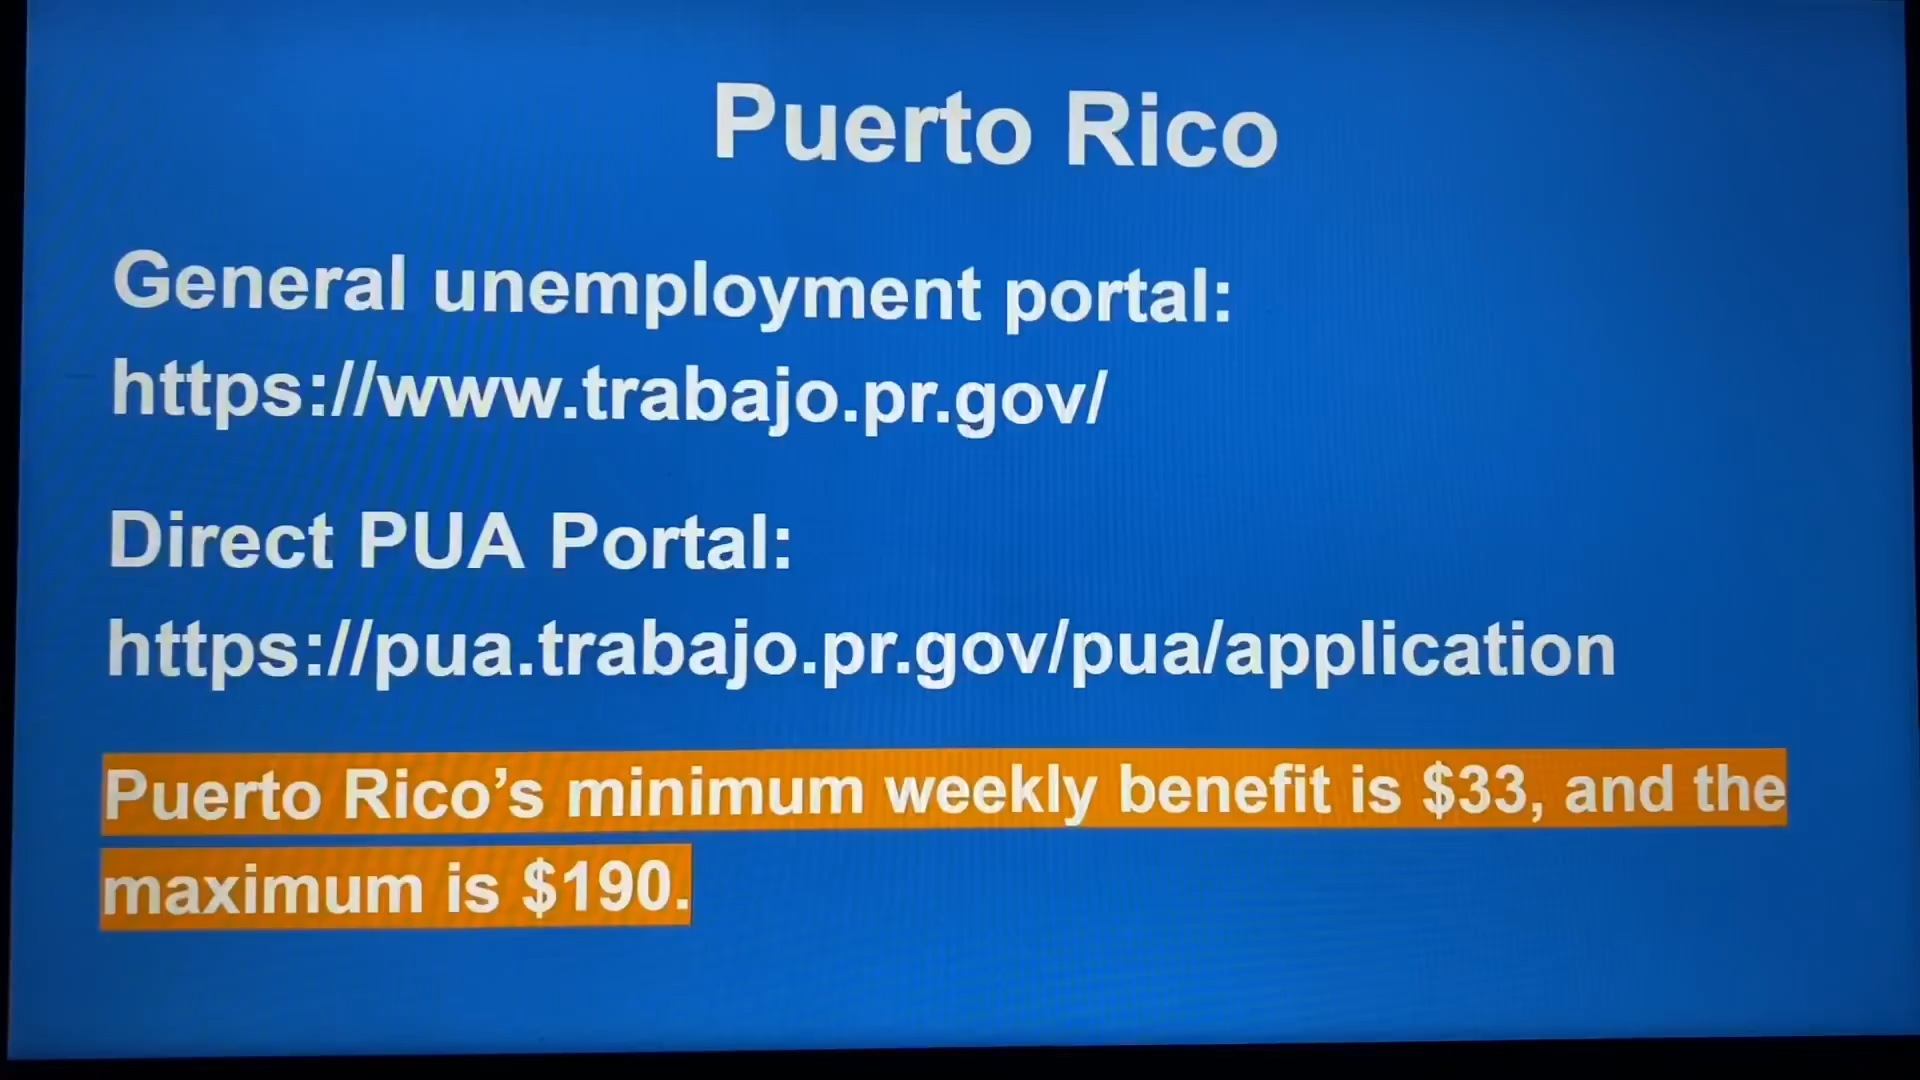 Puerto Rico
General unemployment portal:
https://www.trabajo.pr.gov/
Direct PUA Portal:
https://pua.trabajo.pr.gov/pua/application
Puerto Rico’s minimum weekly benefit is $33, and the
maximum is $190.